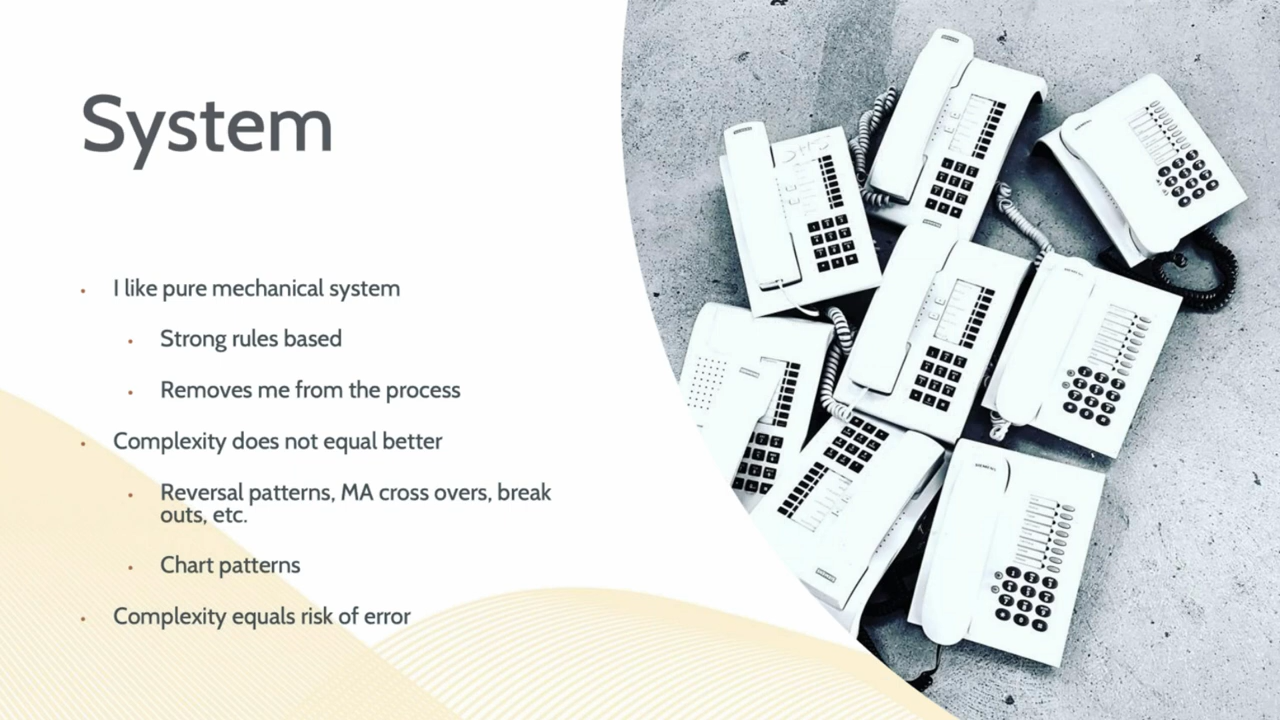 System
I like pure mechanical system
Strong rules based
Removes me from the process
Complexity does not equal better
Reversal patterns, MA cross overs, break
outs, etc.
Chart patterns
Complexity equals risk of error